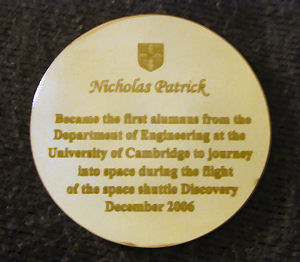 Nicholas Patrick
Became the first alumnus from the
Department of Engineering at the
University of Cambridge to journey
into space during the flight
of the space shuttle Discovery
December 2006